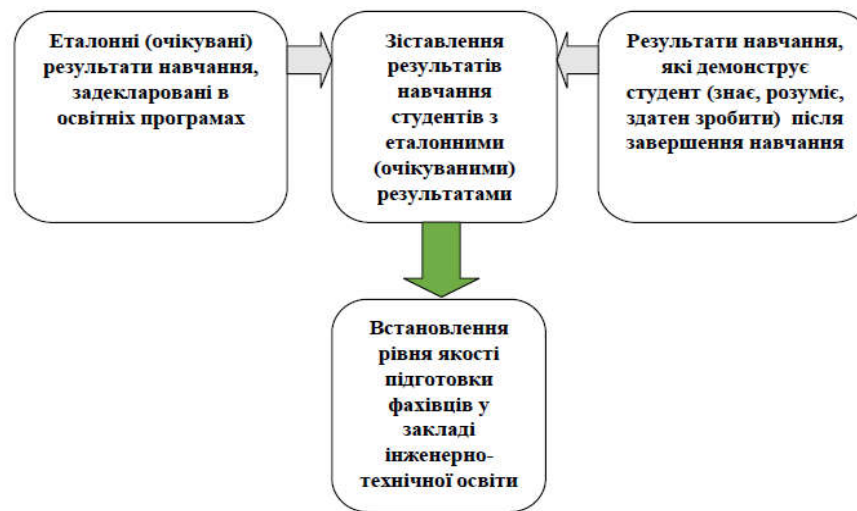 Еталонні (очікувані)
результати навчання,
задекларовані в
освітніх програмах
Зіставлення
результатів
навчання
студентів з
еталонними
(очікуваними)
результатами
Результати навчання,
які демонструє
студент (знає, розуміє,
здатен зробити) після
завершення навчання
Встановлення
рівня якості
підготовки
фахівців у
закладі
інженерно-
технічної освіти